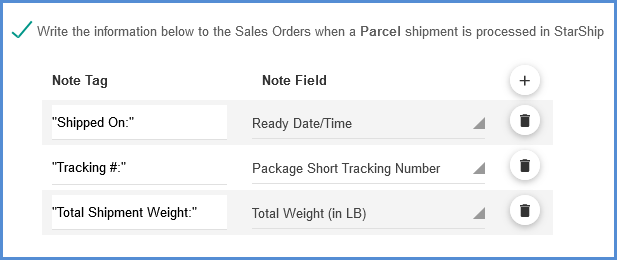 Write the information below to the Sales Orders when a Parcel shipment is processed in StarShip
Note Tag Note Field
"Shipped On:" Ready Date/Time
"Tracking #:" Package Short Tracking Number
"Total Shipment Weight:" Total Weight (in LB)